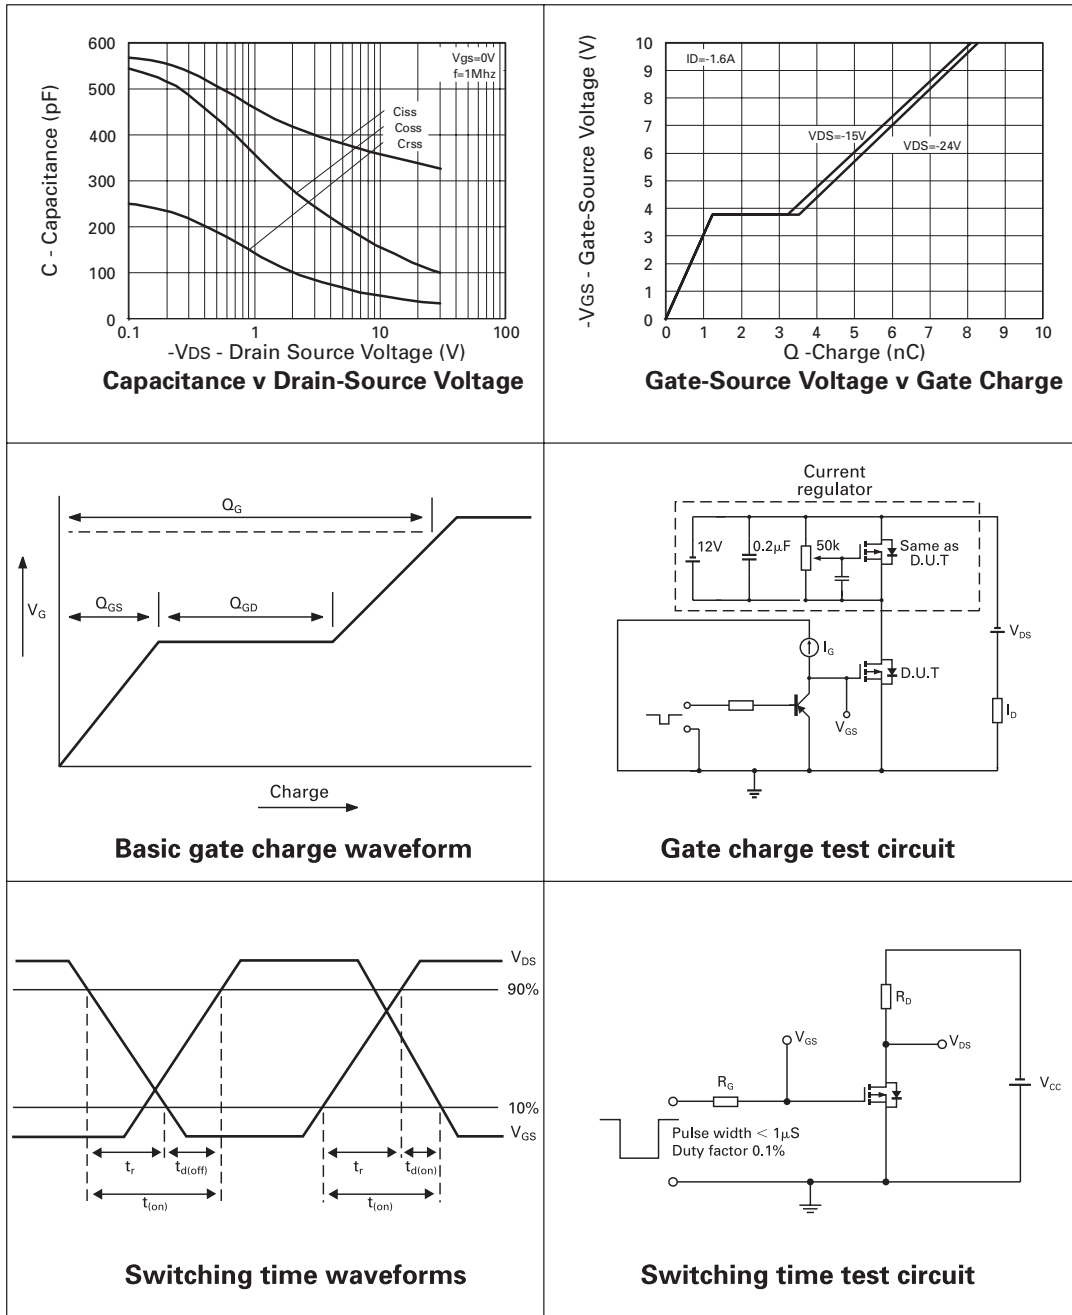 600
500
400
300
200
100
0
C - Capacitance (pF)
Vgs=0V
f=1Mhz
Ciss
Coss
Crss
0.1
1
10
100
-VDS - Drain Source Voltage (V)
Capacitance v Drain-Source Voltage
10
9
8
7
6
5
4
3
2
1
0
-VGS - Gate-Source Voltage (V)
ID=-1.6A
VDS=-15V
VDS=-24V
0 1 2 3 4 5 6 7 8 9 10
Q -Charge (nC)
Gate-Source Voltage v Gate Charge
QG
VG
QGS
QGD
Charge
Basic gate charge waveform
Current
regulator
12V
0.2µF
50k
Same as
D.U.T
IG
VDS
D.U.T
VGS
ID
Gate charge test circuit
VDS
90%
10%
VGS
tr
td(off)
tr
td(on)
t(on)
t(on)
Switching time waveforms
RD
VGS
VDS
RG
VCC
Pulse width < 1µS
Duty factor 0.1%
Switching time test circuit